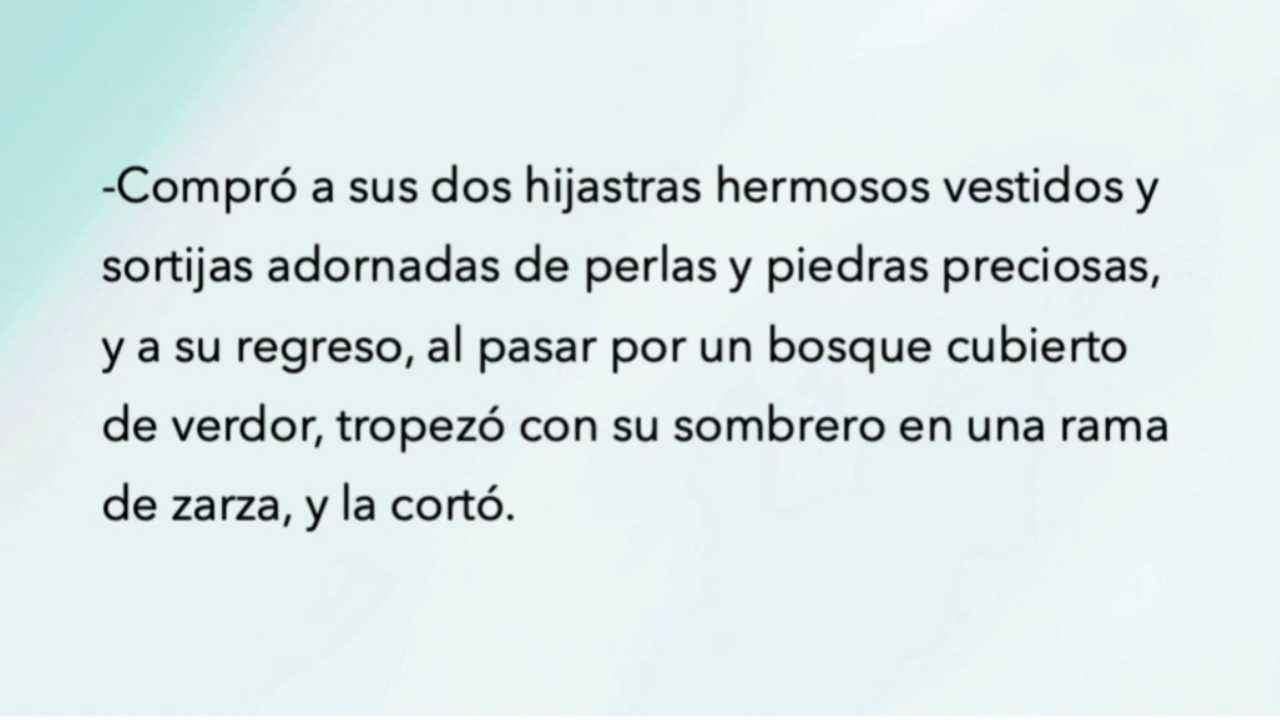 -Compró a sus dos hijastras hermosos vestidos y
sortijas adornadas de perlas y piedras preciosas,
y a su regreso, al pasar por un bosque cubierto
de verdor, tropezó con su sombrero en una rama
de zarza, y la cortó.